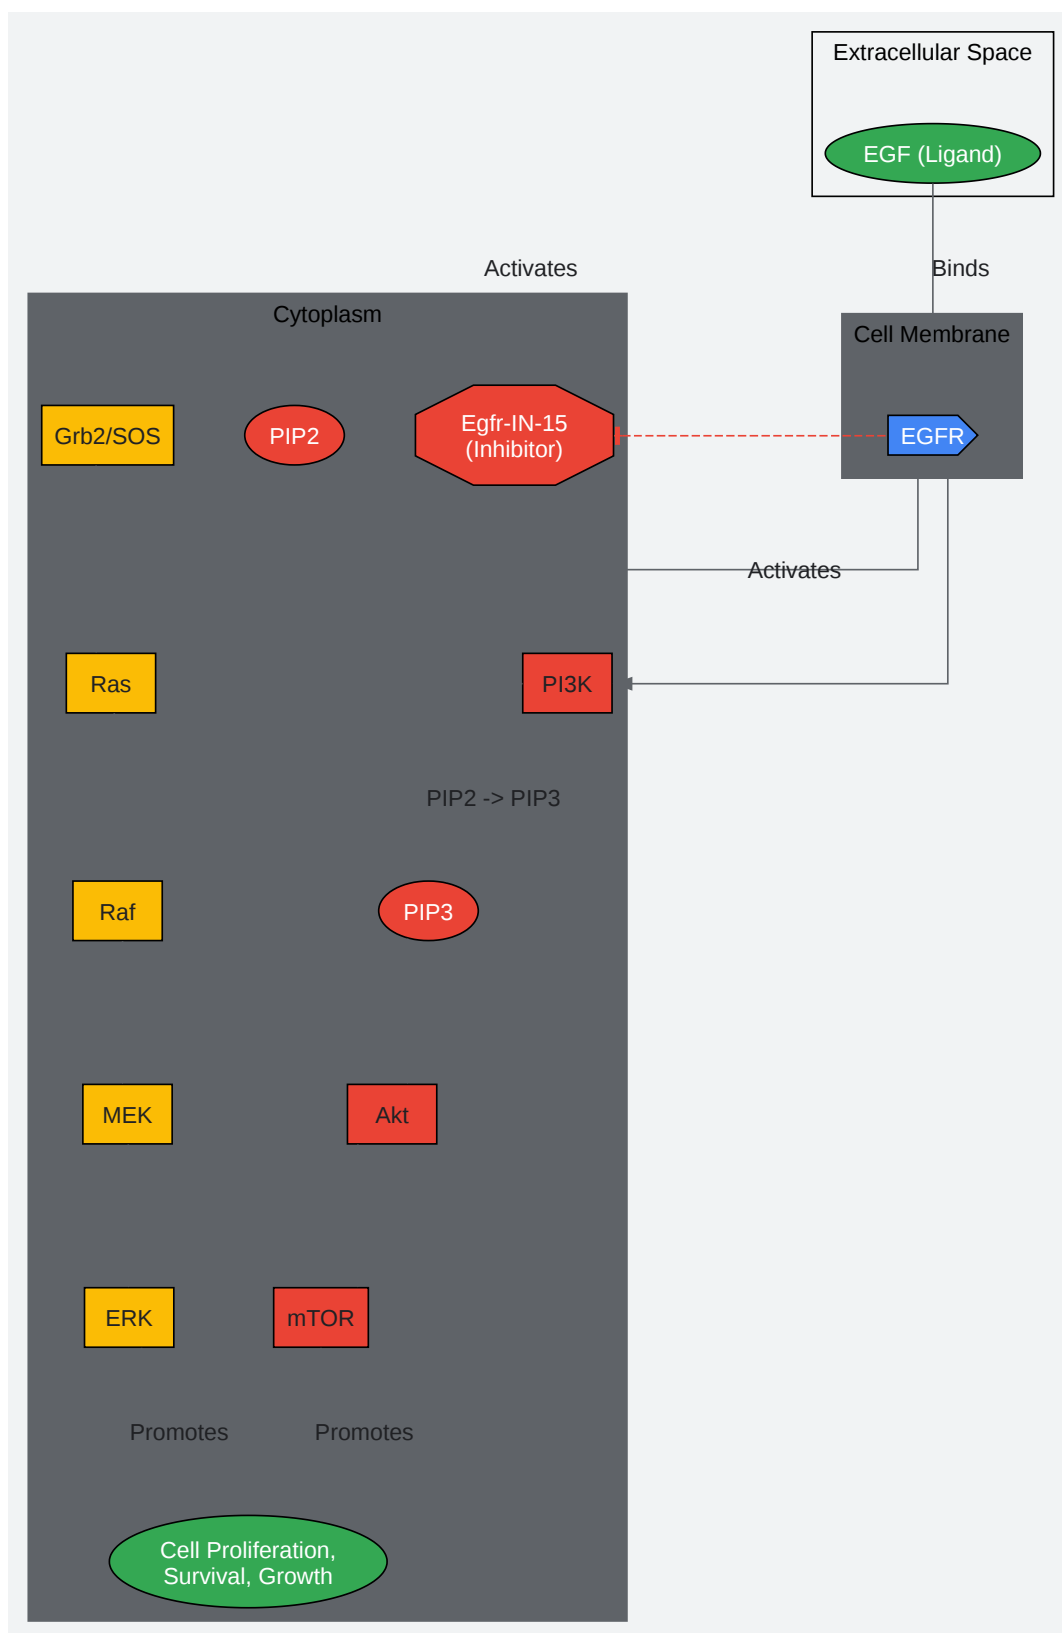 Extracellular Space
EGF (Ligand)
Activates
Binds
Cytoplasm
Cell Membrane
Grb2/SOS
PIP2
Egfr-IN-15
(Inhibitor)
EGFR
Activates
Ras
PI3K
PIP2 -> PIP3
Raf
PIP3
MEK
Akt
ERK
mTOR
Promotes
Promotes
Cell Proliferation,
Survival, Growth